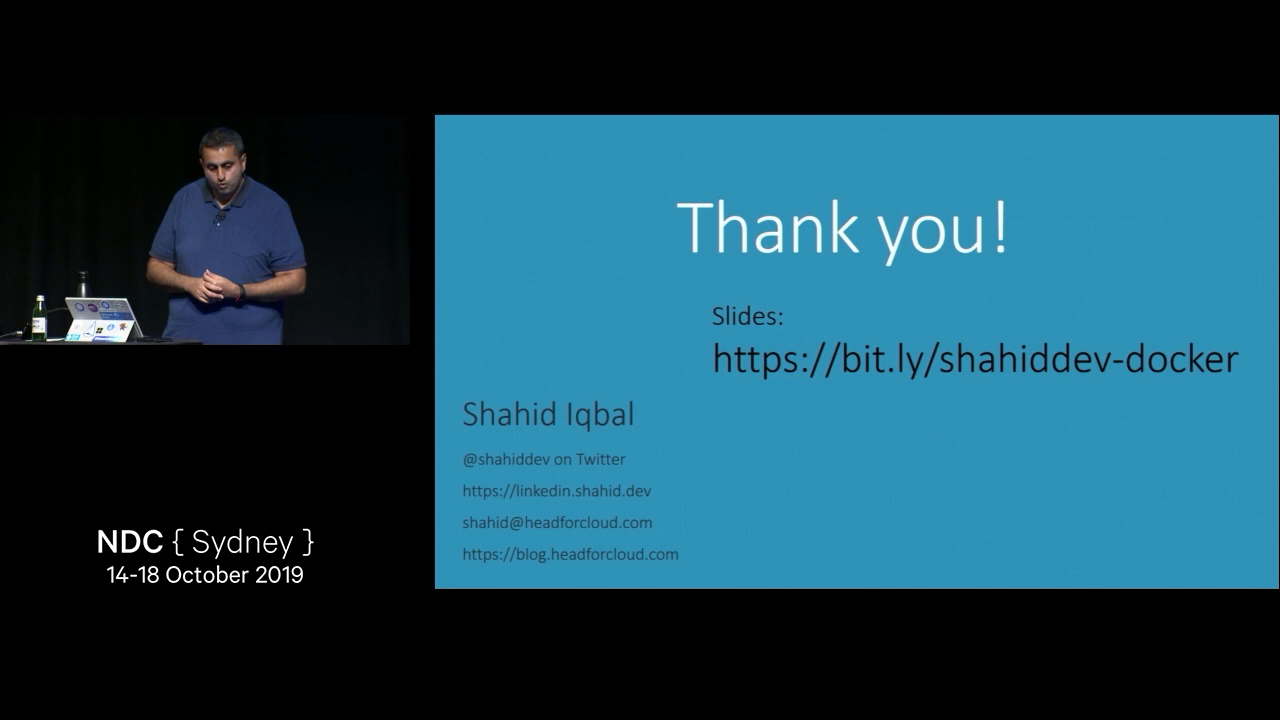 Thank you!
Slides:
https://bit.ly/shahiddev-docker
Shahid Iqbal
@shahiddev on Twitter
https://linkedin.shahid.dev
shahid@headforcloud.com
https://blog.headforcloud.com
NDC { Sydney }
14-18 October 2019